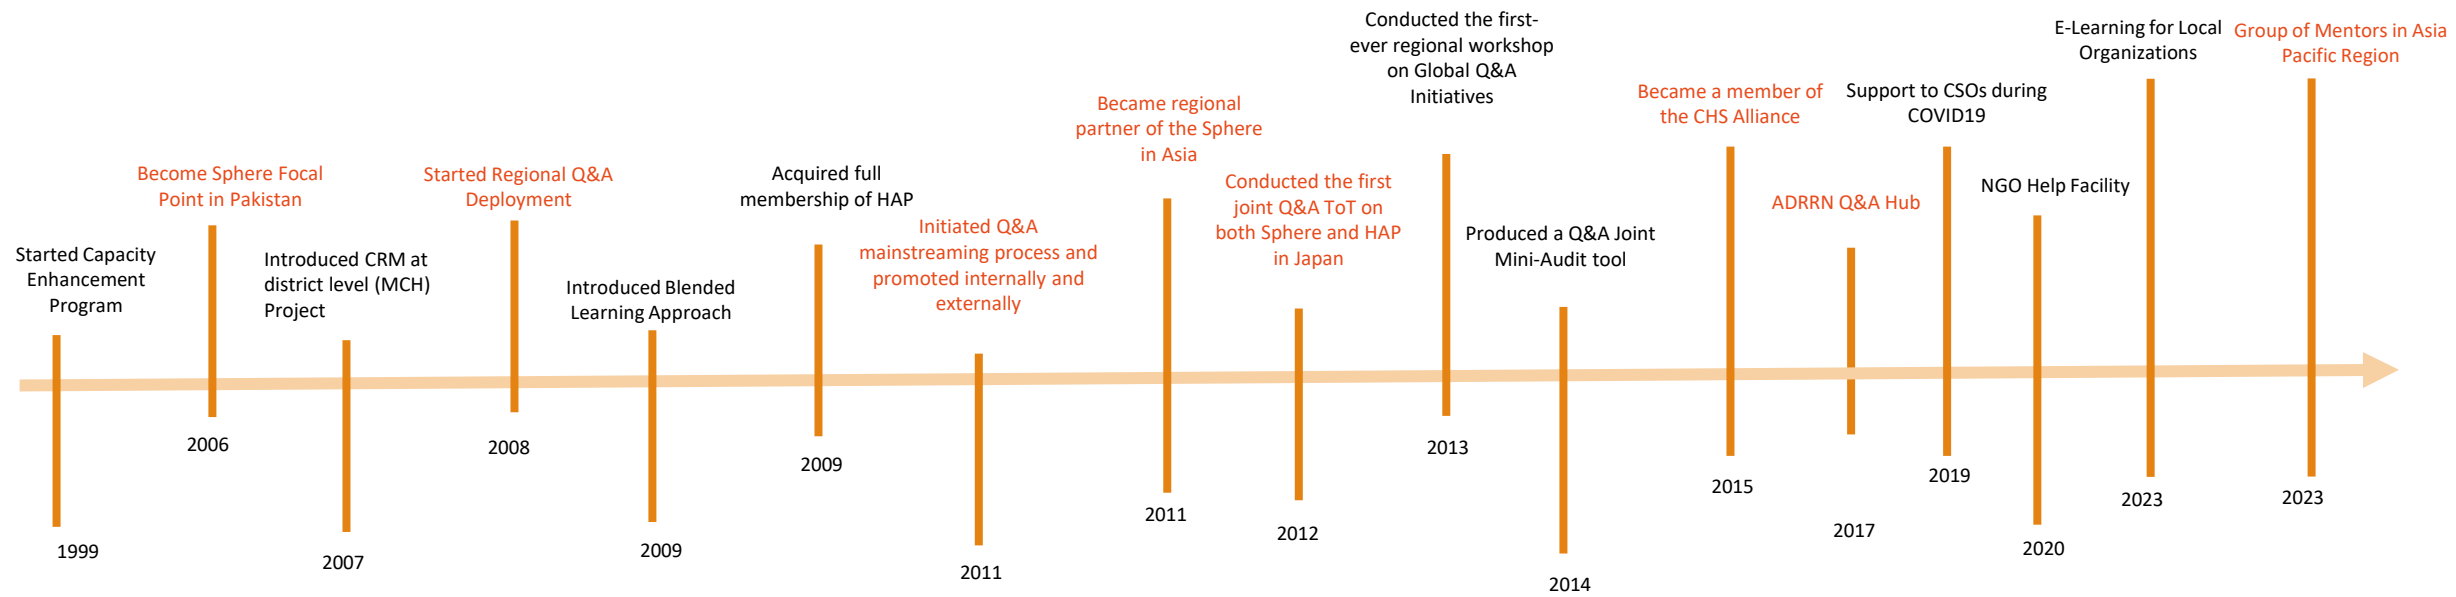 Started Capacity
Enhancement
Program
1999
Become Sphere Focal
Point in Pakistan
2006
Introduced CRM at
district level (MCH)
Project
2007
Started Regional Q&A
Deployment
2008
Introduced Blended
Learning Approach
2009
Acquired full
membership of HAP
2009
Initiated Q&A
mainstreaming process and
promoted internally and
externally
2011
Became regional
partner of the Sphere
in Asia
2011
Conducted the first
joint Q&A ToT on
both Sphere and HAP
in Japan
2012
Conducted the first-
ever regional workshop
on Global Q&A
Initiatives
2013
Produced a Q&A Joint
Mini-Audit tool
2014
Became a member of
the CHS Alliance
2015
ADRRN Q&A Hub
2017
Support to CSOs during
COVID19
2019
NGO Help Facility
2020
E-Learning for Local
Organizations
2023
Group of Mentors in Asia
Pacific Region
2023